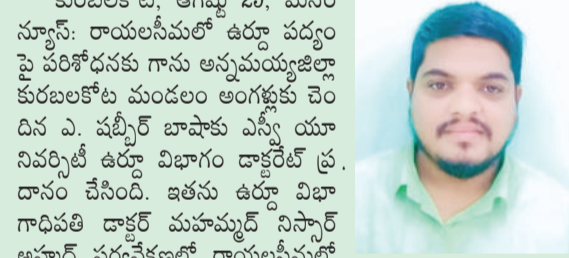 న్యూస్: రాయలసీమలో ఉర్దూ పద్యం
పై పరిశోధనకు గాను అన్నమయ్యజిల్లా
కురబలకోట మండలం అంగళ్లుకు చెం
దిన ఎ. షబ్బీర్ బాషాకు ఎస్వీ యూ
నివర్సిటీ ఉర్దూ విభాగం డాక్టరేట్ ప్ర
దానం చేసింది. ఇతను ఉర్దూ విభా
గాధిపతి డాక్టర్ మహమ్మద్ నిస్సార్